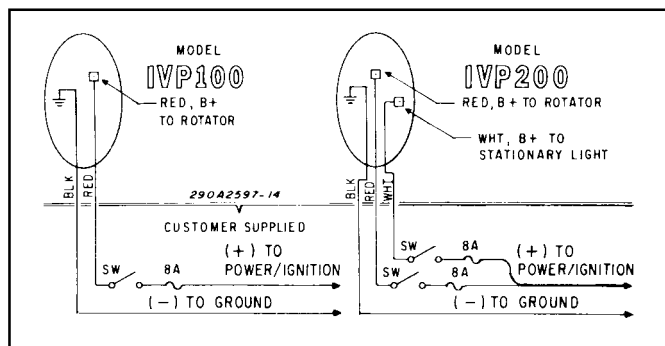 MODEL
IVP100
RED, B+
TO ROTATOR
BLK
RED
MODEL
IVP200
RED, B+ TO ROTATOR
WHT, B+ TO
STATIONARY LIGHT
BLK
RED
WHT
290A2597-14
CUSTOMER SUPPLIED
SW
8A
(+) TO
POWER/IGNITION
(-) TO GROUND
SW
8A
(+) TO
POWER/IGNITION
SW
8A
(-) TO GROUND